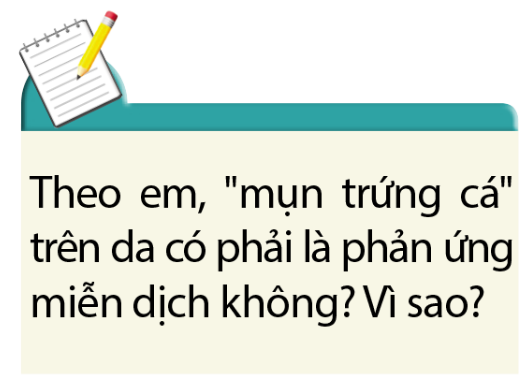 Theo em, "mụn trứng cá"
trên da có phải là phản ứng
miễn dịch không? Vì sao?